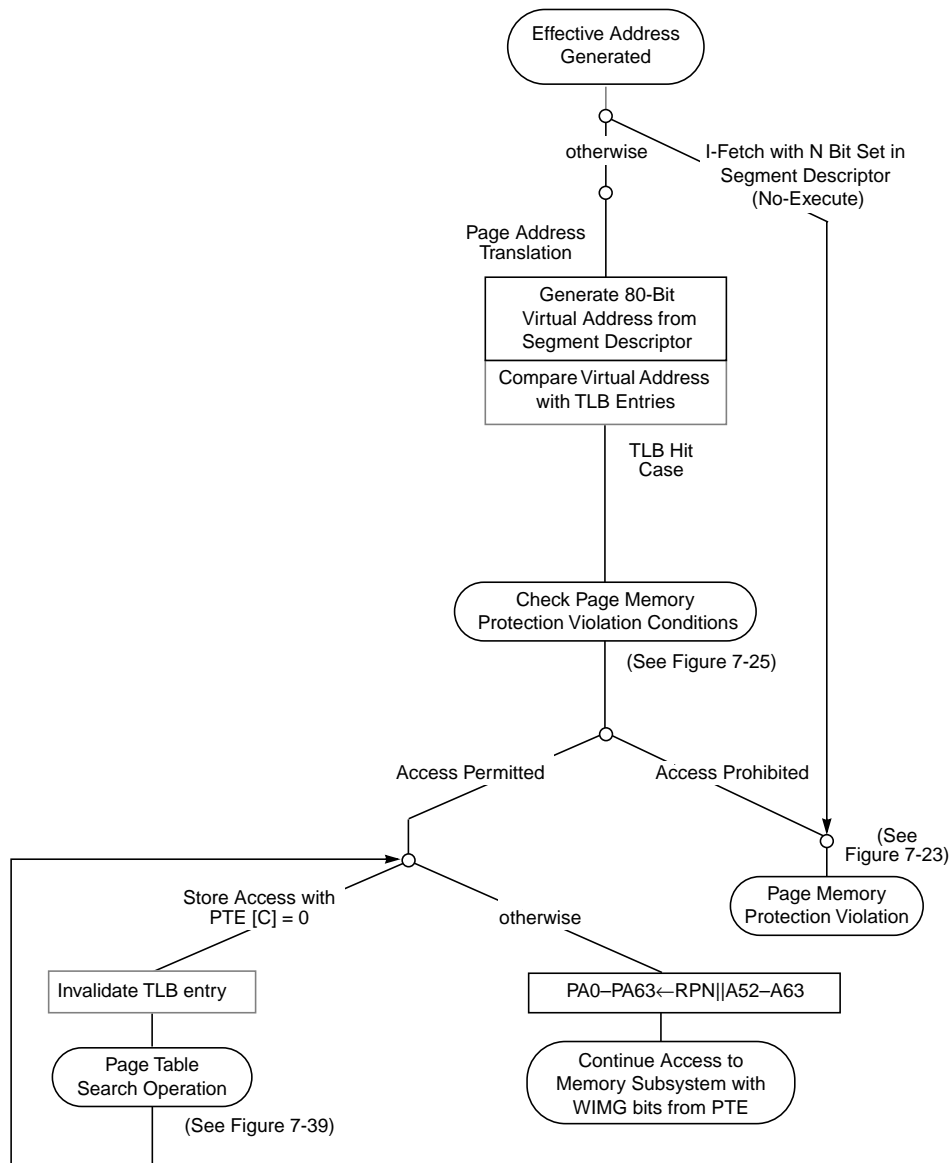 Effective Address
Generated
otherwise
I-Fetch with N Bit Set in
Segment Descriptor
(No-Execute)
Page Address
Translation
Generate 80-Bit
Virtual Address from
Segment Descriptor
Compare Virtual Address
with TLB Entries
TLB Hit
Case
Check Page Memory
Protection Violation Conditions
(See Figure 7-25)
Access Permitted
Access Prohibited
(See
Figure 7-23)
Page Memory
Protection Violation
Store Access with
PTE [C] = 0
otherwise
Invalidate TLB entry
PA0–PA63←RPN||A52–A63
Page Table
Search Operation
(See Figure 7-39)
Continue Access to
Memory Subsystem with
WIMG bits from PTE